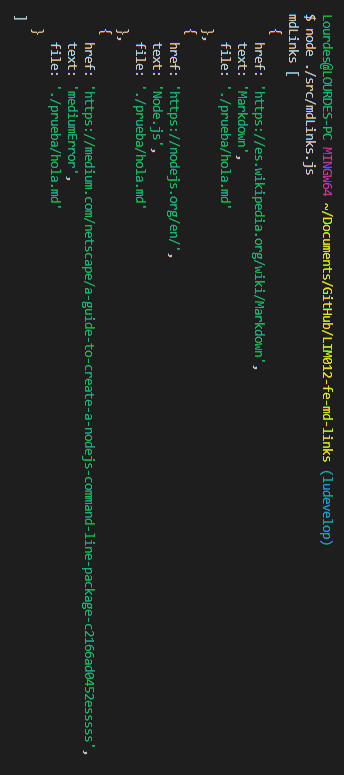 Lourdes@LOURDES-PC MINGW64 ~/Documents/GitHub/LIM012-fe-md-links (ludevelop)
$ node ./src/mdLinks.js
mdLinks [
  {
    href: 'https://es.wikipedia.org/wiki/Markdown',
    text: 'Markdown',
    file: './prueba/hola.md'
  },
  {
    href: 'https://nodejs.org/en/',
    text: 'Node.js',
    file: './prueba/hola.md'
  },
  {
    href: 'https://medium.com/netscape/a-guide-to-create-a-nodejs-command-line-package-c2166ad0452esssss',
    text: 'mediumError',
    file: './prueba/hola.md'
  }
]